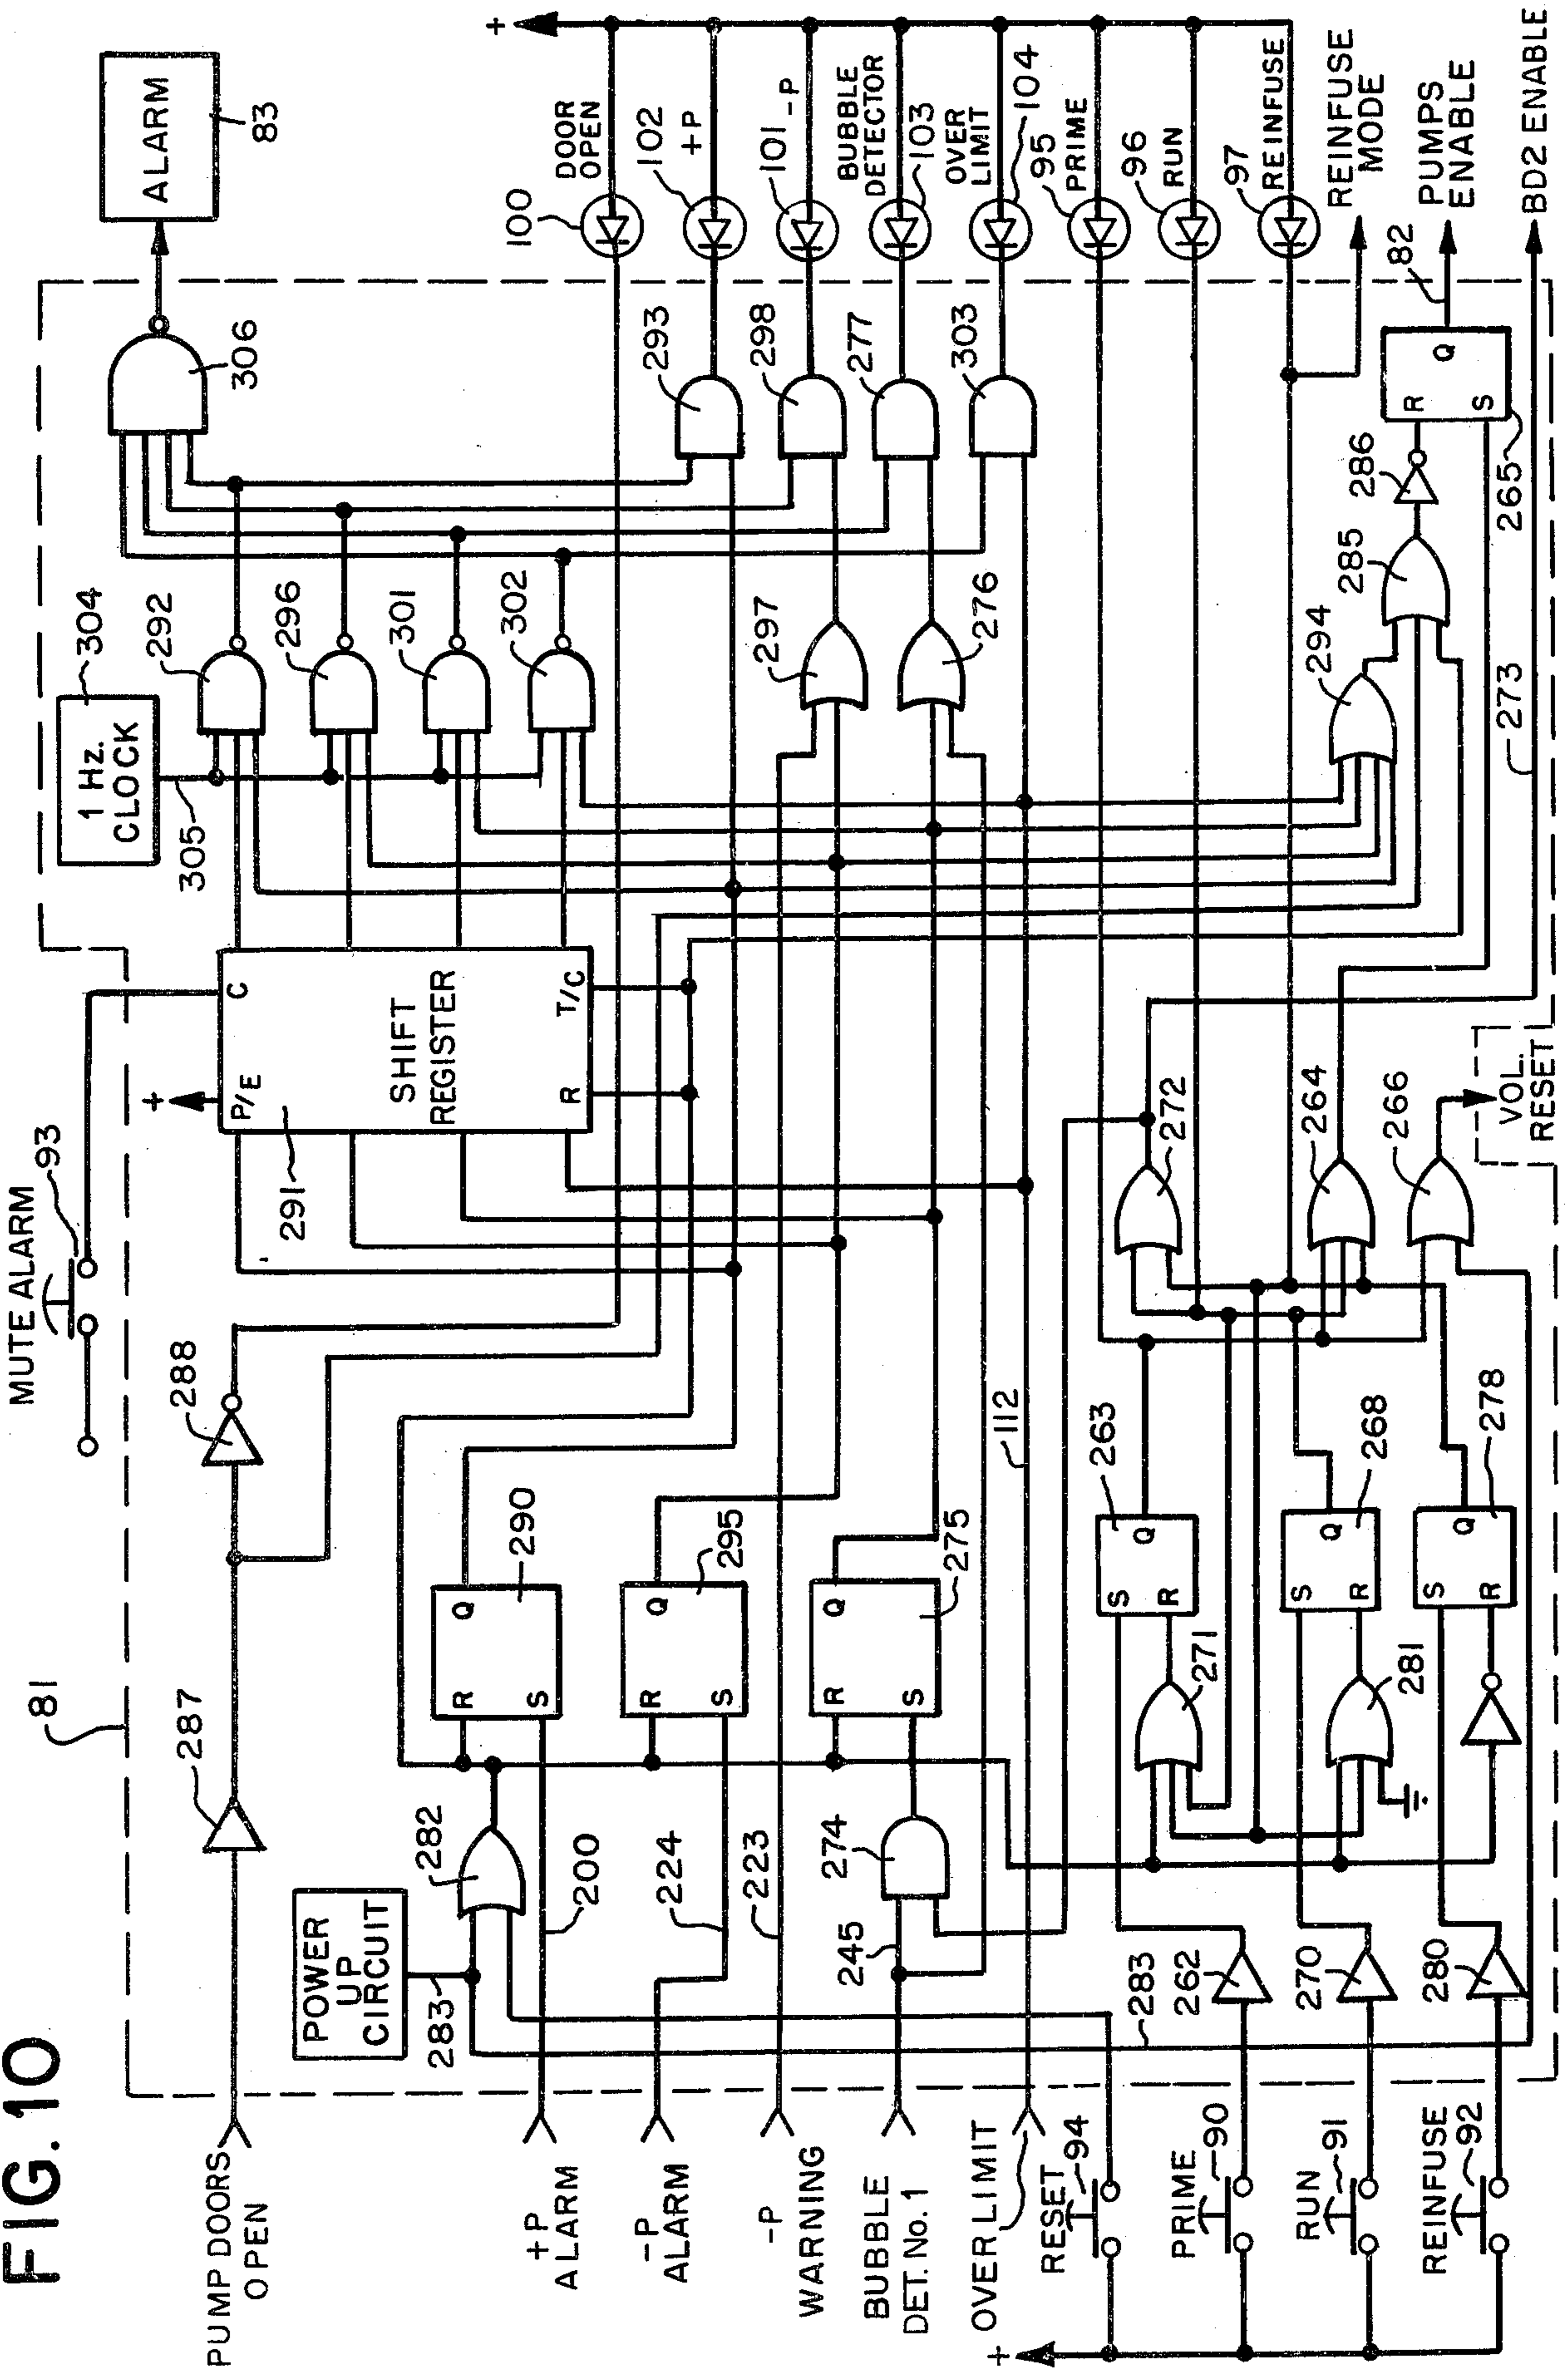 FIG. 10
81
MUTE ALARM
93
ALARM
83
PUMP DOORS
OPEN
287
288
+
P/E
C
SHIFT
REGISTER
291
R
T/C
304
1 Hz.
CLOCK
305
292
296
301
302
306
+
DOOR
OPEN
100
102
+P
101
-P
BUBBLE
DETECTOR
103
OVER
LIMIT
104
95
PRIME
96
RUN
97
REINFUSE
REINFUSE
MODE
PUMPS
ENABLE
82
BD2 ENABLE
293
298
277
303
297
276
POWER
UP
CIRCUIT
283
282
+P
ALARM
200
R
Q
S
290
-P
ALARM
224
R
Q
S
295
-P
WARNING
223
BUBBLE
DET. No. 1
245
274
R
Q
S
275
OVER LIMIT
112
RESET
94
283
PRIME
90
262
RUN
91
270
REINFUSE
92
280
+
271
281
S
Q
R
263
S
Q
R
268
S
Q
R
278
272
264
266
VOL.
RESET
294
285
286
R
Q
S
265
273